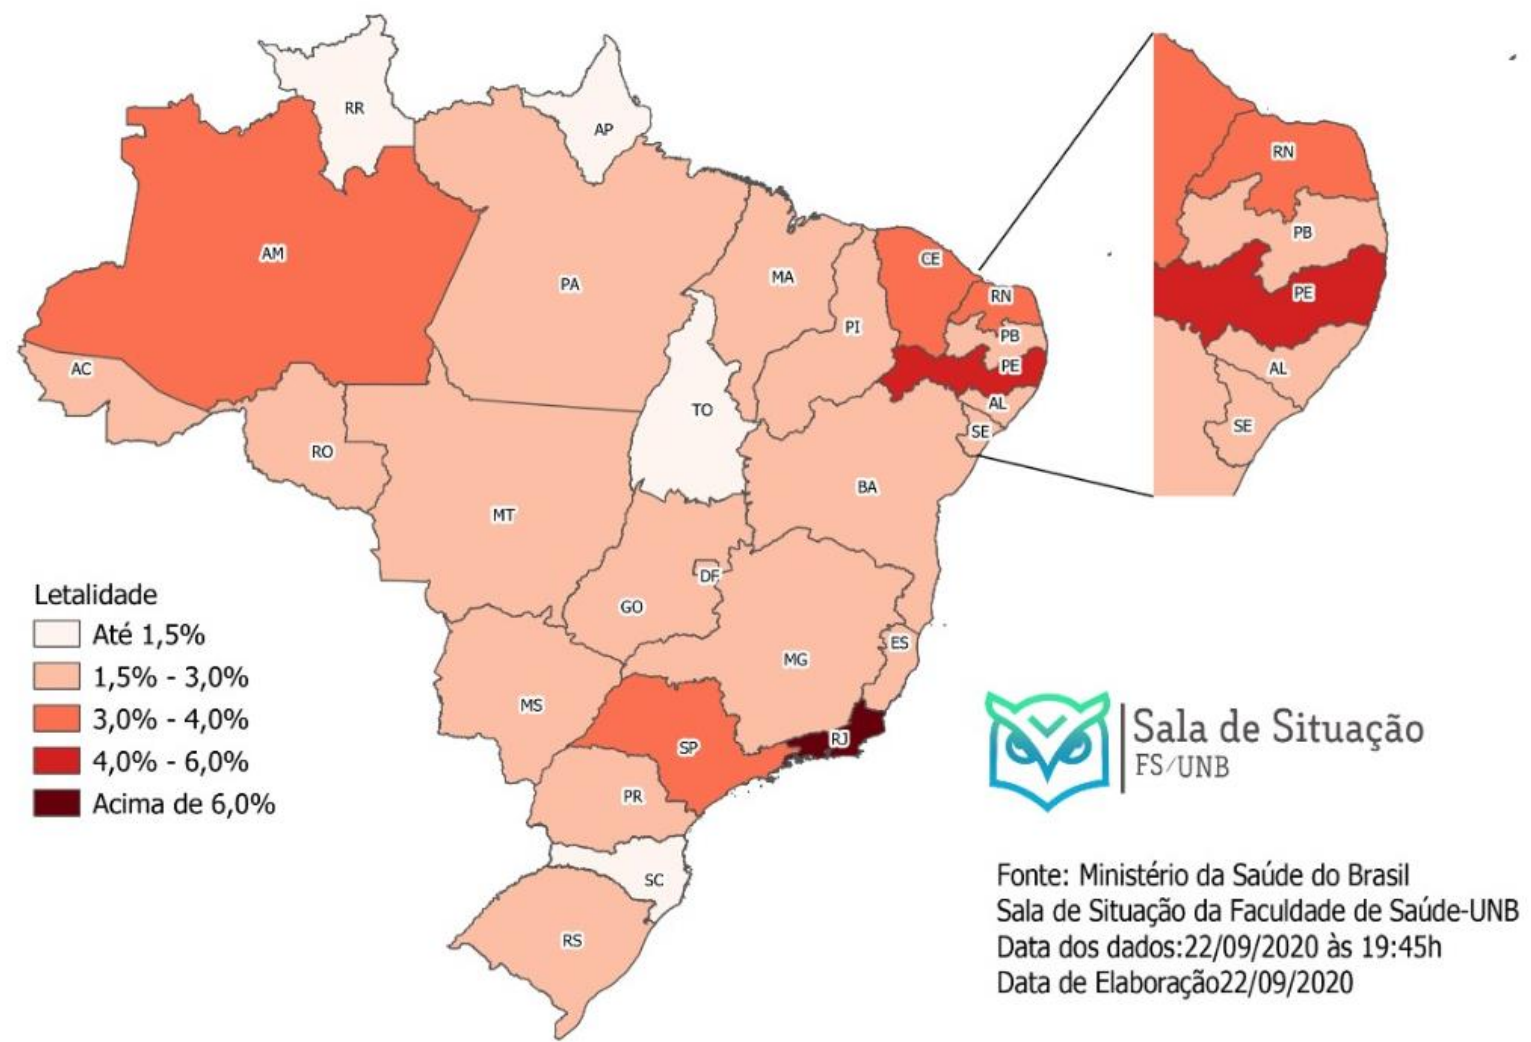 RR
AP
AM
PA
MA
CE
RN
PI
PB
PE
AC
AL
TO
SE
RO
BA
MT
DF
GO
ES
MG
MS
RJ
SP
PR
SC
RS
RN
PB
PE
AL
SE
Letalidade
Até 1,5%
1,5% - 3,0%
3,0% - 4,0%
4,0% - 6,0%
Acima de 6,0%
Sala de Situação
FS/UNB
Fonte: Ministério da Saúde do Brasil
Sala de Situação da Faculdade de Saúde-UNB
Data dos dados:22/09/2020 às 19:45h
Data de Elaboração22/09/2020